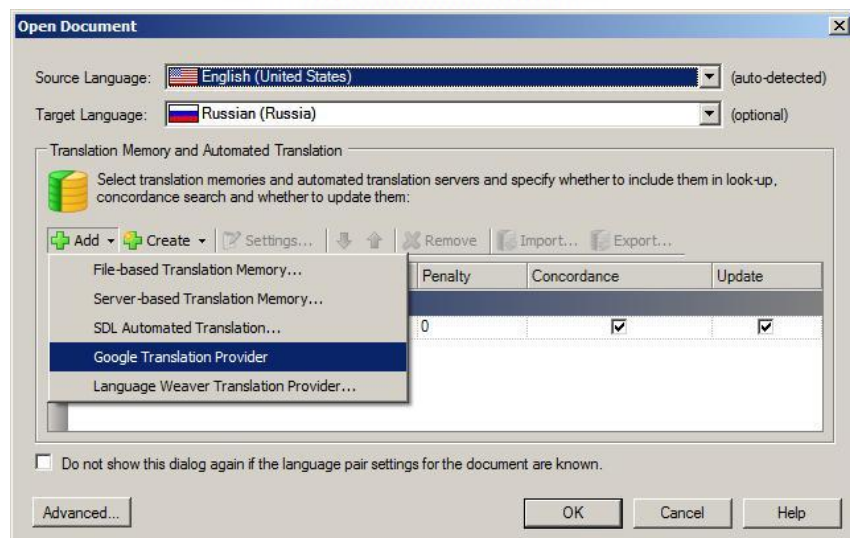 Open Document
Source Language: English (United States) (auto-detected)
Target Language: Russian (Russia) (optional)
Translation Memory and Automated Translation
Select translation memories and automated translation servers and specify whether to include them in look-up,
concordance search and whether to update them:
Add Create Settings... Remove Import... Export...
File-based Translation Memory...
Server-based Translation Memory...
SDL Automated Translation...
Google Translation Provider
Language Weaver Translation Provider...
Penalty Concordance Update
0
Do not show this dialog again if the language pair settings for the document are known.
Advanced... OK Cancel Help